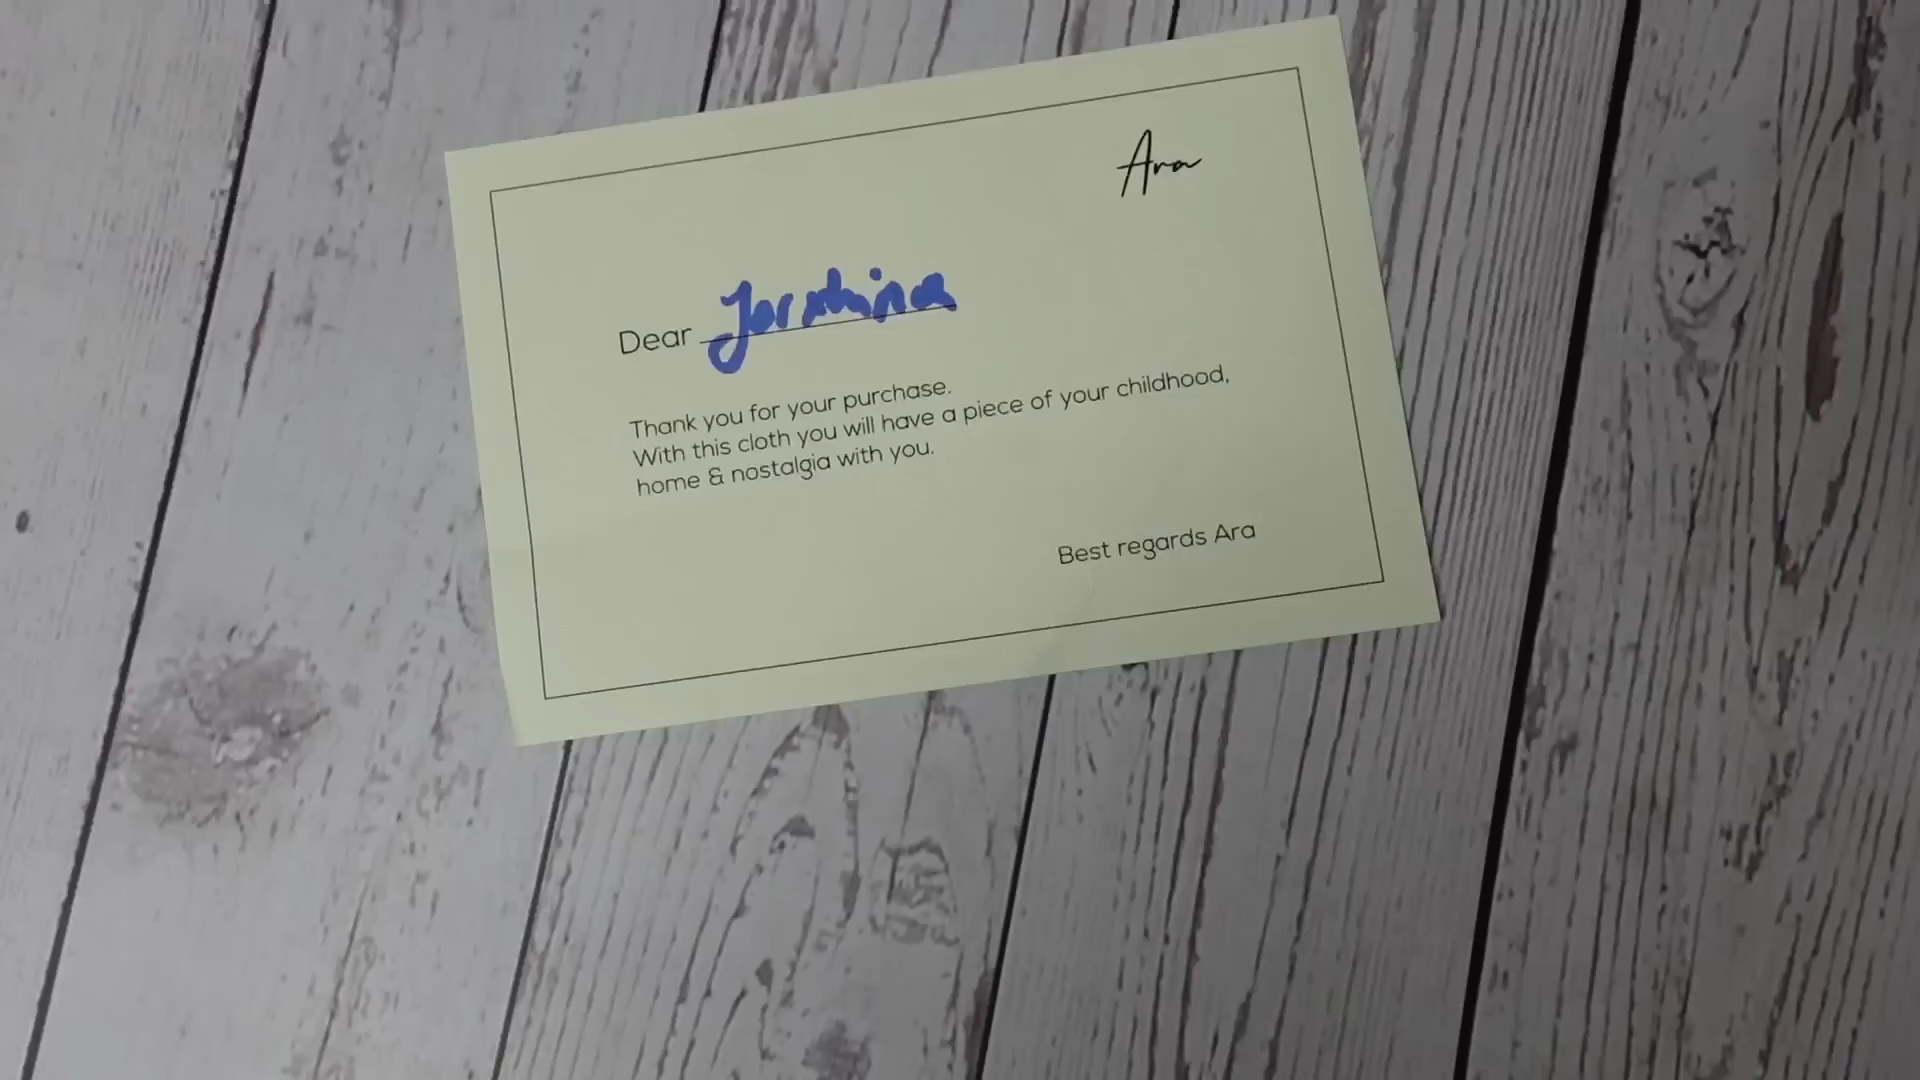 Ara
Dear
Thank you for your purchase.
With this cloth you will have a piece of your childhood,
home & nostalgia with you.
Best regards Ara